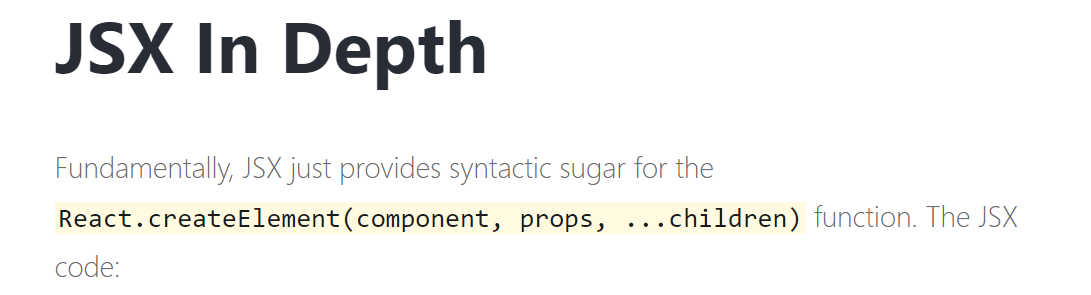 JSX In Depth
Fundamentally, JSX just provides syntactic sugar for the
React.createElement(component, props, ...children) function. The JSX
code: